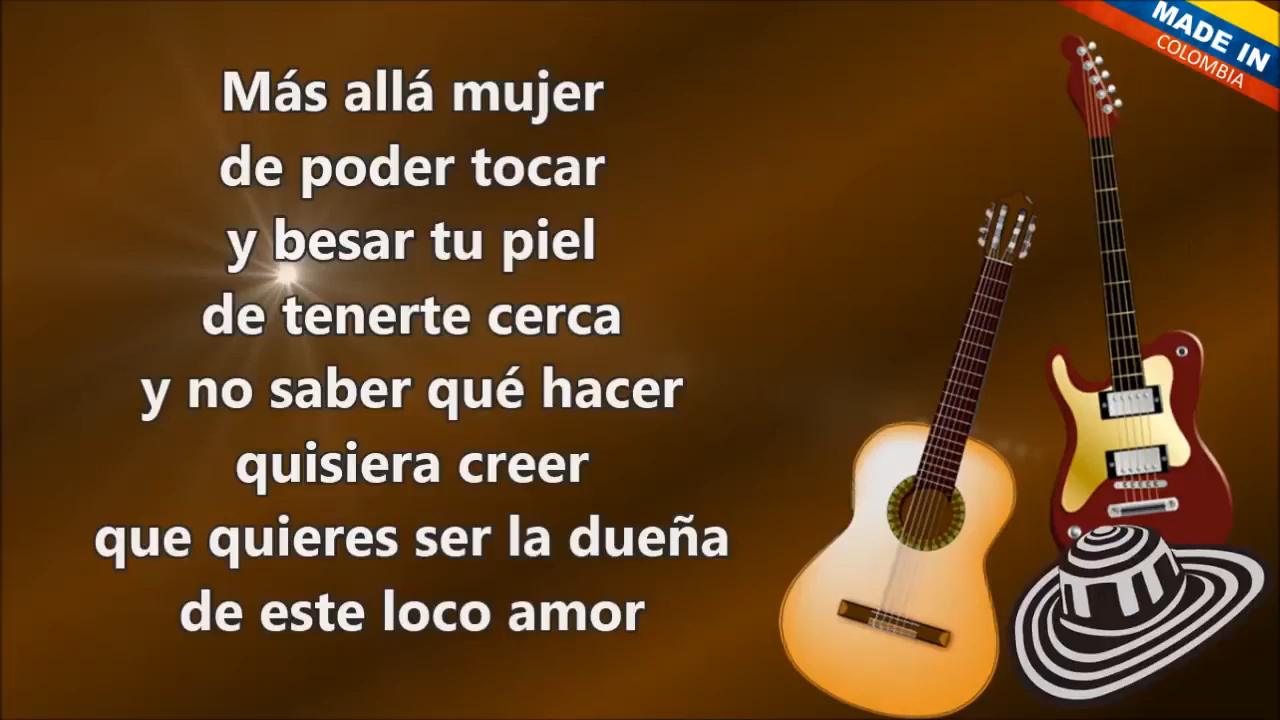 Más allá mujer
de poder tocar
y besar tu piel
de tenerte cerca
y no saber qué hacer
quisiera creer
que quieres ser la dueña
de este loco amor
MADE IN
COLOMBIA